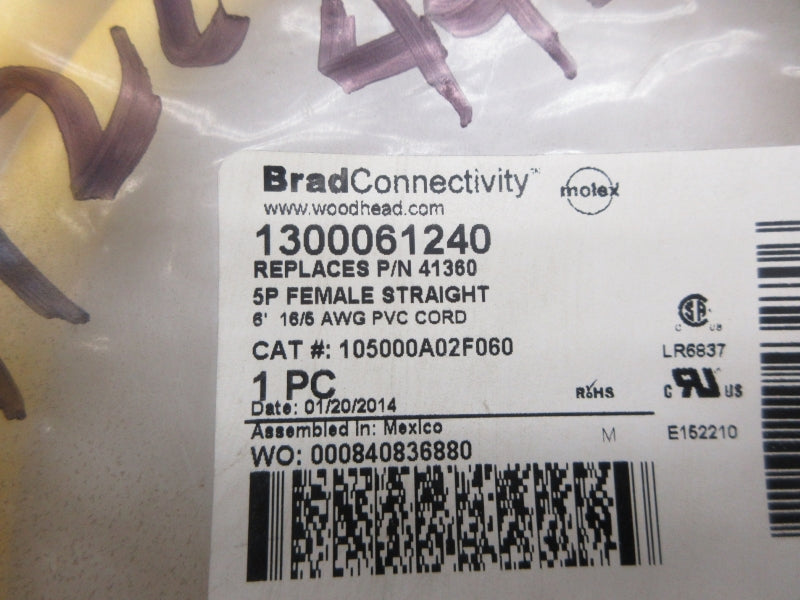 BradConnectivity™ molex
www.woodhead.com
1300061240
REPLACES P/N 41360
5P FEMALE STRAIGHT
6' 16/5 AWG PVC CORD
CAT #: 105000A02F060
LR6837
1 PC
RoHS
C US
Date: 01/20/2014
Assembled In: Mexico
M
E152210
WO: 000840836880